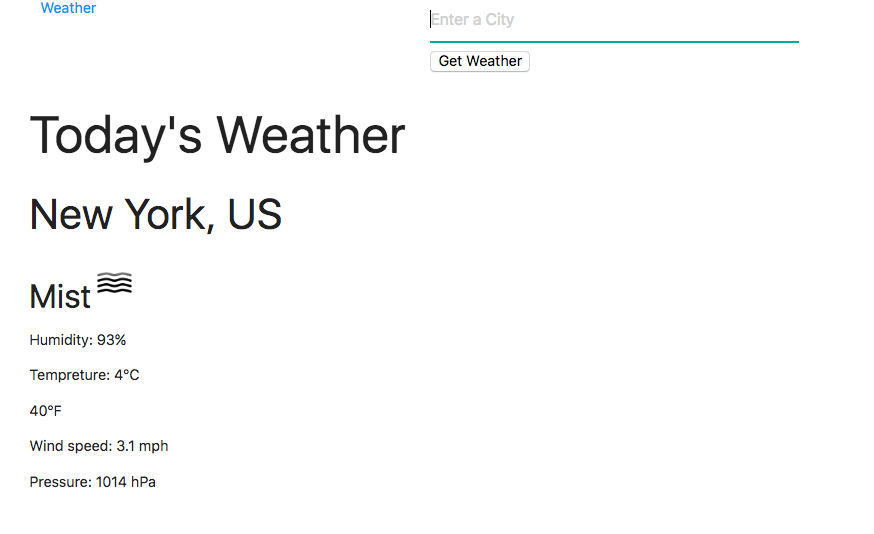 Weather
Enter a City
Get Weather
Today's Weather
New York, US
Mist
Humidity: 93%
Tempreture: 4°C
40°F
Wind speed: 3.1 mph
Pressure: 1014 hPa